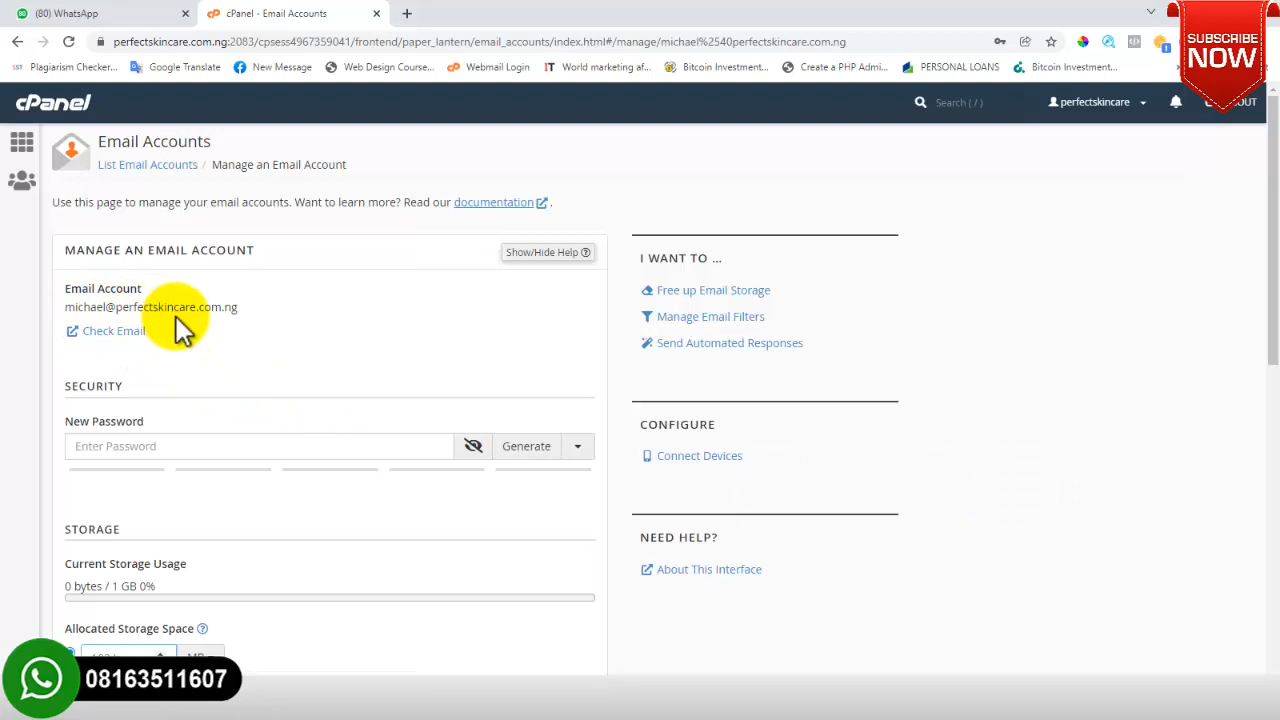 (80) WhatsApp
cPanel - Email Accounts
perfectskincare.com.ng:2083/cpsess4967359041/frontend/paper_lantern/email_accounts/index.html#/manage/michael%2540perfectskincare.com.ng
SUBSCRIBE
NOW
Plagiarism Checker...
Google Translate
New Message
Web Design Course...
Webmail Login
World marketing af...
Bitcoin Investment...
Create a PHP Admi...
PERSONAL LOANS
Bitcoin Investment...
cPanel
Search ( / )
perfectskincare
Email Accounts
List Email Accounts / Manage an Email Account
Use this page to manage your email accounts. Want to learn more? Read our documentation .
MANAGE AN EMAIL ACCOUNT
Show/Hide Help
Email Account
michael@perfectskincare.com.ng
Check Email
SECURITY
New Password
Enter Password
Generate
STORAGE
Current Storage Usage
0 bytes / 1 GB 0%
Allocated Storage Space
I WANT TO ...
Free up Email Storage
Manage Email Filters
Send Automated Responses
CONFIGURE
Connect Devices
NEED HELP?
About This Interface
08163511607